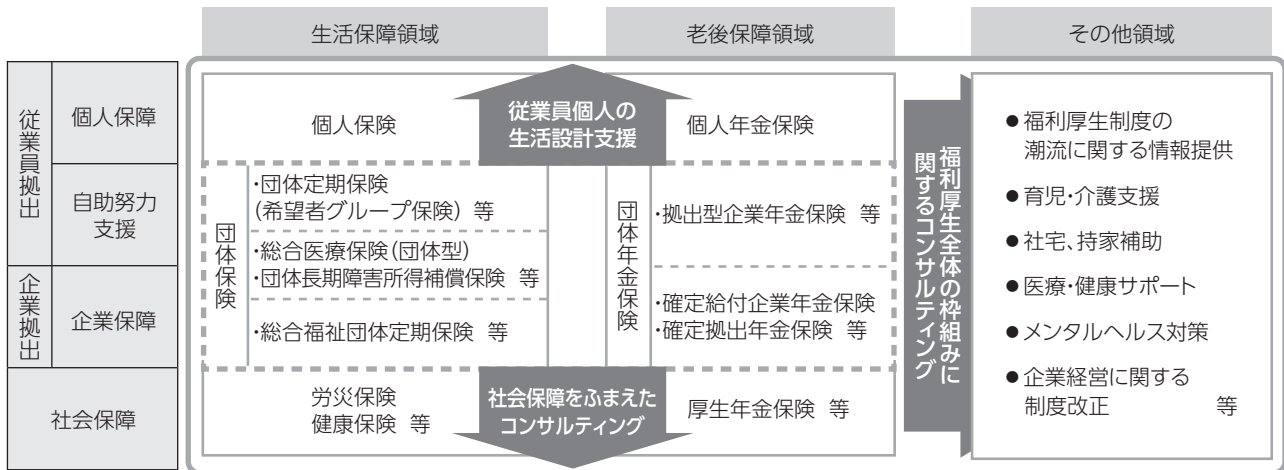 生活保障領域
老後保障領域
その他領域
従業員拠出
個人保障
自助努力
支援
企業拠出
企業保障
社会保障
個人保険
従業員個人の
生活設計支援
個人年金保険
団体保険
・団体定期保険
(希望者グループ保険) 等
・総合医療保険(団体型)
・団体長期障害所得補償保険 等
・総合福祉団体定期保険 等
団体年金保険
・拠出型企業年金保険 等
・確定給付企業年金保険
・確定拠出年金保険 等
労災保険
健康保険 等
社会保障をふまえた
コンサルティング
厚生年金保険 等
福利厚生全体の枠組みに
関するコンサルティング
●福利厚生制度の
潮流に関する情報提供
●育児・介護支援
●社宅、持家補助
●医療・健康サポート
●メンタルヘルス対策
●企業経営に関する
制度改正 等